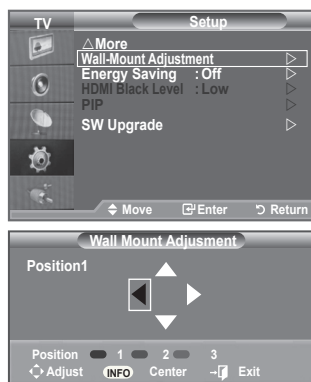 TV Setup
△More
Wall-Mount Adjustment
Energy Saving : Off
HDMI Black Level : Low
PIP
SW Upgrade
Move Enter Return
Wall Mount Adjusment
Position1
Position 1 2 3
Adjust INFO Center Exit